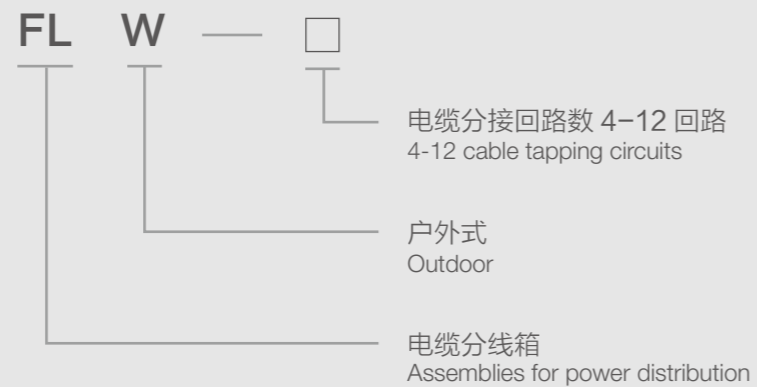 FL W — □
电缆分接回路数 4–12 回路
4-12 cable tapping circuits
户外式
Outdoor
电缆分线箱
Assemblies for power distribution